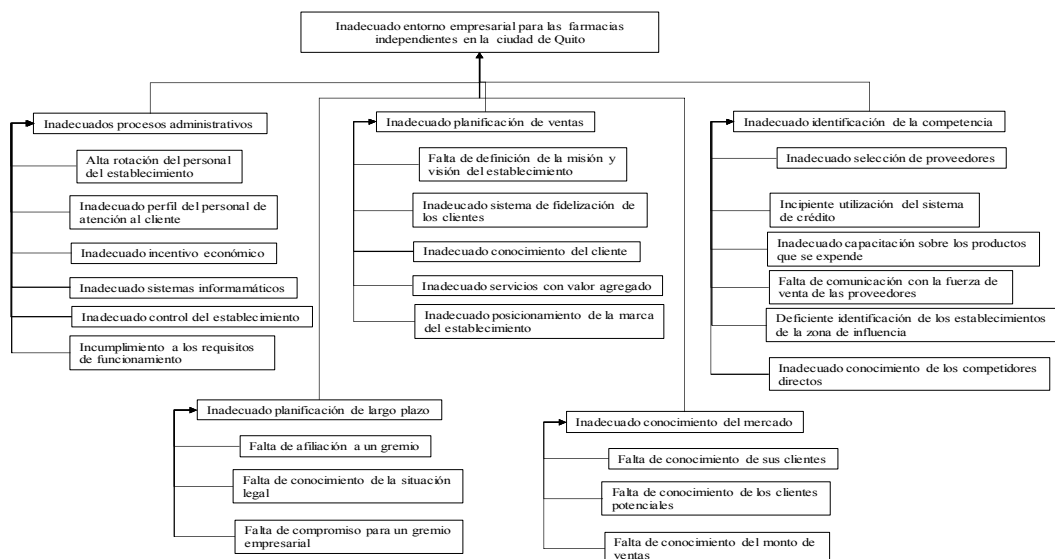 Inadecuado entorno empresarial para las farmacias
independientes en la ciudad de Quito
Inadecuados procesos administrativos
Alta rotación del personal
del establecimiento
Inadecuado perfil del personal de
atención al cliente
Inadecuado incentivo económico
Inadecuado sistemas informamáticos
Inadecuado control del establecimiento
Incumplimiento a los requisitos
de funcionamiento
Inadecuado planificación de ventas
Falta de definición de la misión y
visión del establecimiento
Inadeucado sistema de fidelización de
los clientes
Inadecuado conocimiento del cliente
Inadecuado servicios con valor agregado
Inadecuado posicionamiento de la marca
del establecimiento
Inadecuado identificación de la competencia
Inadecuado selección de proveedores
Incipiente utilización del sistema
de crédito
Inadecuado capacitación sobre los productos
que se expende
Falta de comunicación con la fuerza de
venta de las proveedores
Deficiente identificación de los establecimientos
de la zona de influencia
Inadecuado conocimiento de los competidores
directos
Inadecuado planificación de largo plazo
Falta de afiliación a un gremio
Falta de conocimiento de la situación
legal
Falta de compromiso para un gremio
empresarial
Inadecuado conocimiento del mercado
Falta de conocimiento de sus clientes
Falta de conocimiento de los clientes
potenciales
Falta de conocimiento del monto de
ventas